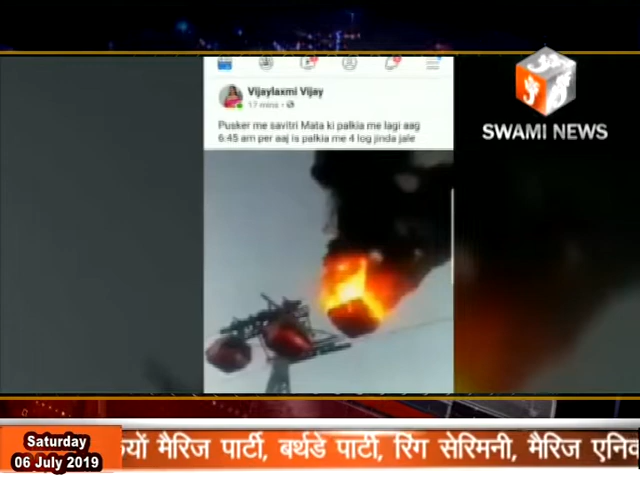 Vijaylaxmi Vijay
17 mins
Pusker me savitri Mata ki palkia me lagi aag
6:45 am per aaj is palkia me 4 log jinda jale
SWAMI NEWS
Saturday
06 July 2019
मैरिज पार्टी, बर्थडे पार्टी, रिंग सेरिमनी, मैरिज